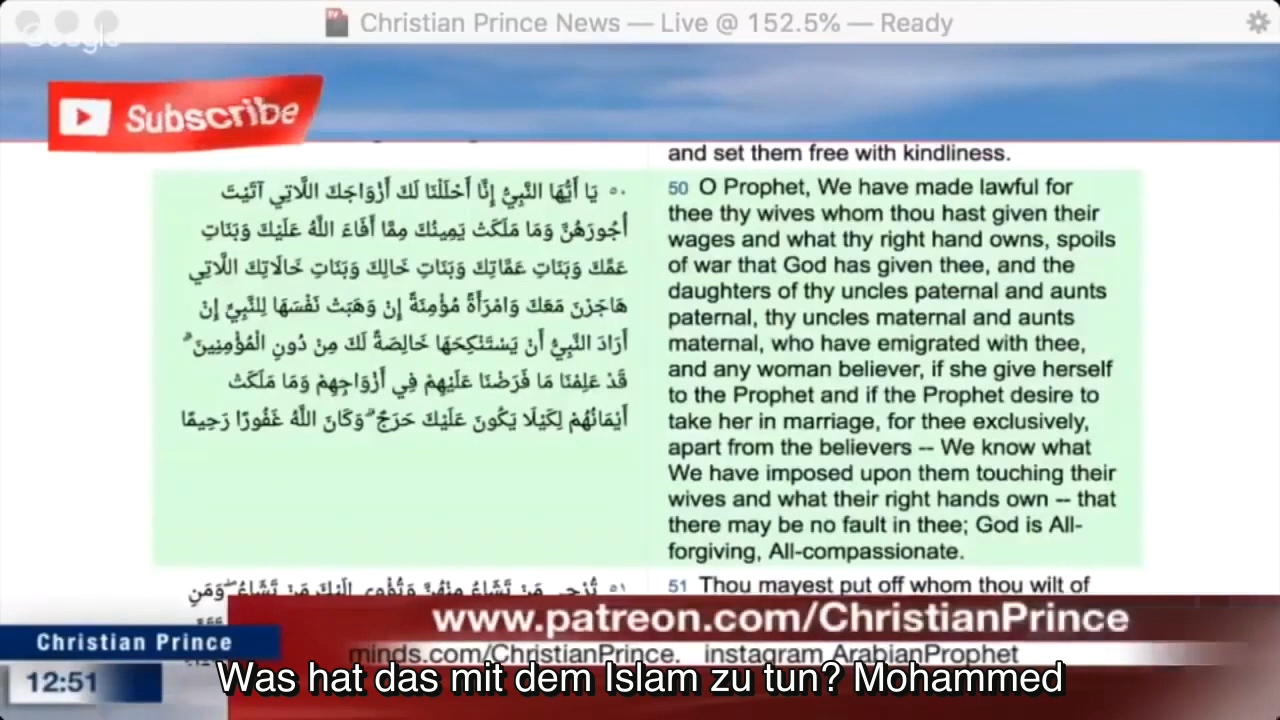 Christian Prince News — Live @ 152.5% — Ready
Google
Subscribe
and set them free with kindliness.
٥٠ يَا أَيُّهَا النَّبِيُّ إِنَّا أَحْلَلْنَا لَكَ أَزْوَاجَكَ اللَّاتِي آتَيْتَ
أُجُورَهُنَّ وَمَا مَلَكَتْ يَمِينُكَ مِمَّا أَفَاءَ اللَّهُ عَلَيْكَ وَبَنَاتِ
عَمِّكَ وَبَنَاتِ عَمَّاتِكَ وَبَنَاتِ خَالِكَ وَبَنَاتِ خَالَاتِكَ اللَّاتِي
هَاجَرْنَ مَعَكَ وَامْرَأَةً مُؤْمِنَةً إِنْ وَهَبَتْ نَفْسَهَا لِلنَّبِيِّ إِنْ
أَرَادَ النَّبِيُّ أَنْ يَسْتَنْكِحَهَا خَالِصَةً لَكَ مِنْ دُونِ الْمُؤْمِنِينَ ۗ
قَدْ عَلِمْنَا مَا فَرَضْنَا عَلَيْهِمْ فِي أَزْوَاجِهِمْ وَمَا مَلَكَتْ
أَيْمَانُهُمْ لِكَيْلَا يَكُونَ عَلَيْكَ حَرَجٌ ۗ وَكَانَ اللَّهُ غَفُورًا رَحِيمًا
50 O Prophet, We have made lawful for
thee thy wives whom thou hast given their
wages and what thy right hand owns, spoils
of war that God has given thee, and the
daughters of thy uncles paternal and aunts
paternal, thy uncles maternal and aunts
maternal, who have emigrated with thee,
and any woman believer, if she give herself
to the Prophet and if the Prophet desire to
take her in marriage, for thee exclusively,
apart from the believers -- We know what
We have imposed upon them touching their
wives and what their right hands own -- that
there may be no fault in thee; God is All-
forgiving, All-compassionate.
٥١ تُرْجِي مَنْ تَشَاءُ مِنْهُنَّ وَتُؤْوِي إِلَيْكَ مَنْ تَشَاءُ ۖ وَمَنِ
51 Thou mayest put off whom thou wilt of
www.patreon.com/ChristianPrince
Christian Prince
minds.com/ChristianPrince. instagram ArabianProphet
12:51
Was hat das mit dem Islam zu tun? Mohammed